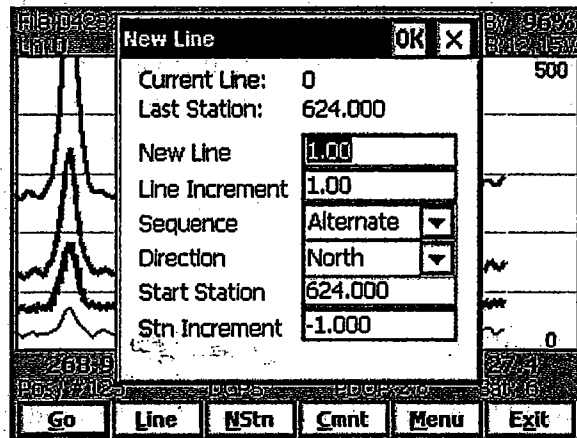 New Line OK X
500
Current Line: 0
Last Station: 624.000
New Line 1.00
Line Increment 1.00
Sequence Alternate
Direction North
Start Station 624.000
Stn Increment -1.000
0
Go Line NStn Cmnt Menu Exit